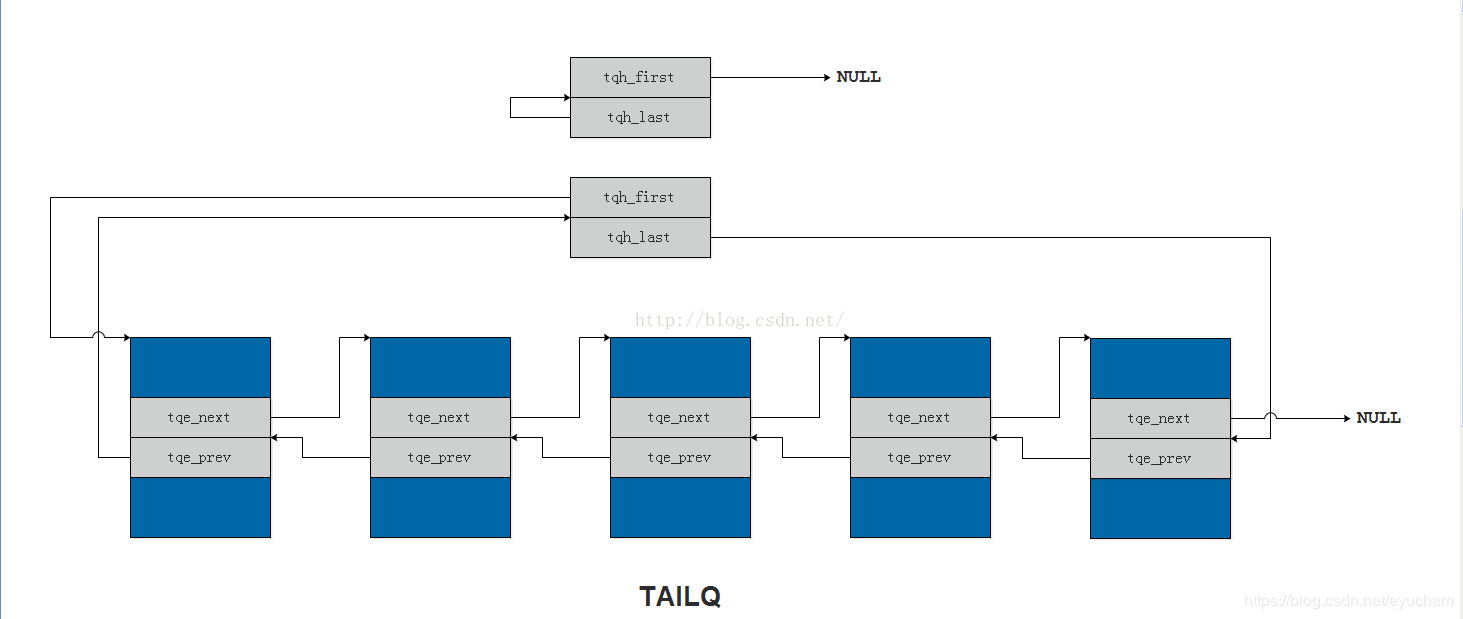 tqh_first
NULL
tqh_last
tqh_first
tqh_last
http://blog.csdn.net/
tqe_next
tqe_next
tqe_next
tqe_next
tqe_next
NULL
tqe_prev
tqe_prev
tqe_prev
tqe_prev
tqe_prev
TAILQ
https://blog.csdn.net/eyucham